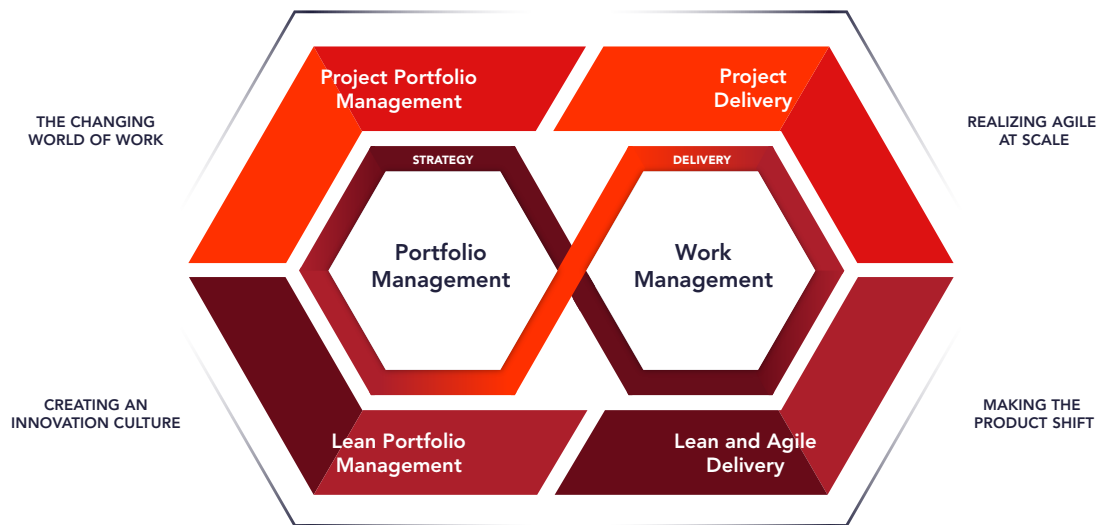 Project Portfolio
Management
Project
Delivery
THE CHANGING
WORLD OF WORK
REALIZING AGILE
AT SCALE
STRATEGY
DELIVERY
Portfolio
Management
Work
Management
CREATING AN
INNOVATION CULTURE
MAKING THE
PRODUCT SHIFT
Lean Portfolio
Management
Lean and Agile
Delivery